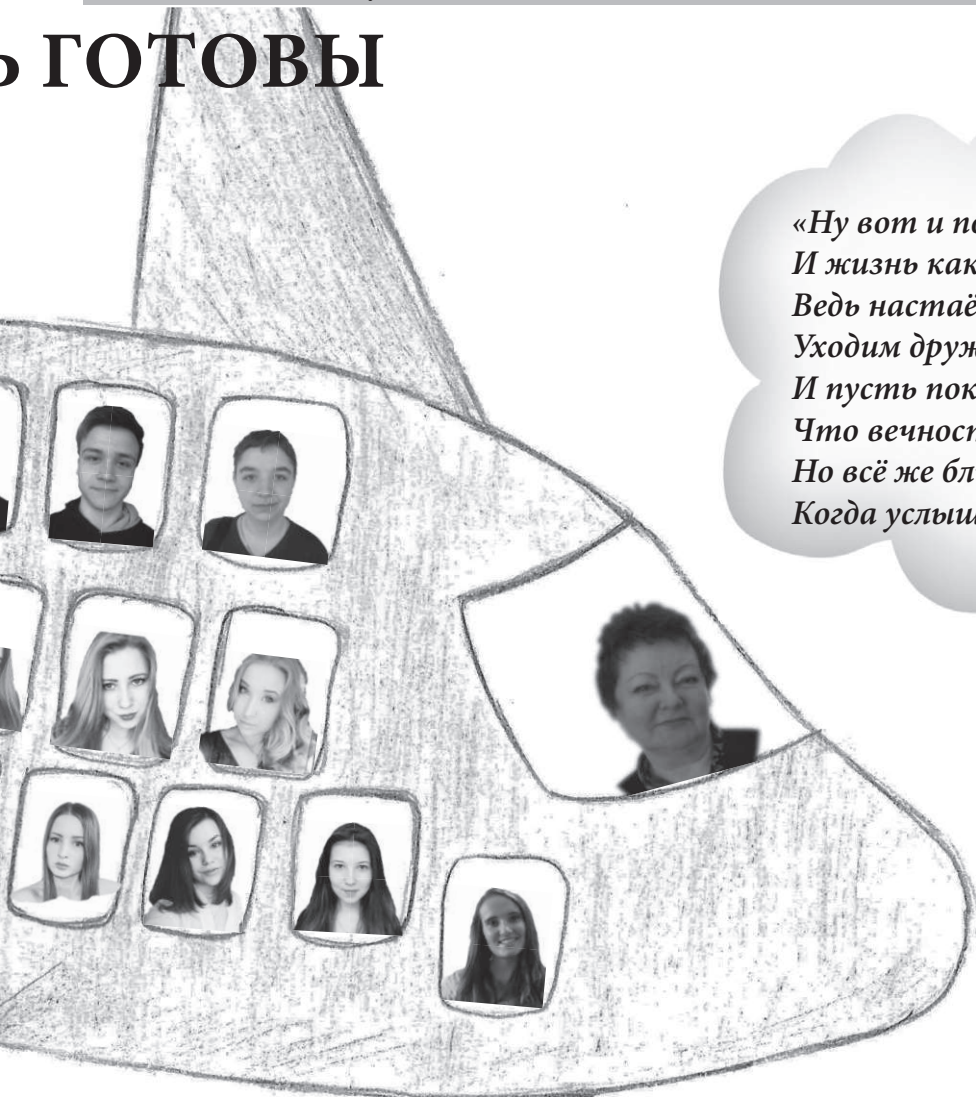 Ь ГОТОВЫ
«Ну вот и по
И жизнь как
Ведь настаё
Уходим друж
И пусть пок
Что вечност
Но всё же бл
Когда услыш